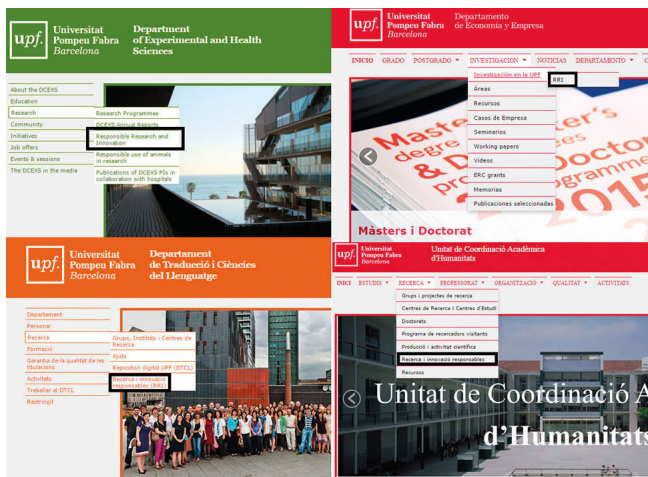 upf.
Universitat
Pompeu Fabra
Barcelona
Department
of Experimental and Health
Sciences
About the DCEXS
Education
Research
Community
Initiatives
Job offers
Events & sessions
The DCEXS in the media
Research Programmes
DCEXS Annual Reports
Responsible Research and
Innovation
Responsible use of animals
in research
Publications of DCEXS PIs in
collaboration with hospitals
upf.
Universitat
Pompeu Fabra
Barcelona
Departamento
de Economía y Empresa
INICIO GRADO POSTGRADO INVESTIGACIÓN NOTICIAS DEPARTAMENTO
Investigación en la UPF
RRI
Áreas
Recursos
Casos de Empresa
Seminarios
Working papers
Vídeos
ERC grants
Memorias
Publicaciones seleccionadas
Màsters i Doctorat
upf.
Universitat
Pompeu Fabra
Barcelona
Departament
de Traducció i Ciències
del Llenguatge
Departament
Personal
Recerca
Formació
Garantia de la qualitat de les
titulacions
Activitats
Treballar al DTCL
Restringit
Grups, Instituts i Centres de
Recerca
Ajuts
Repositori digital UPF (DTCL)
Recerca i innovació
responsables (RRI)
upf.
Universitat
Pompeu Fabra
Barcelona
Unitat de Coordinació Acadèmica
d'Humanitats
INICI ESTUDIS RECERCA PROFESSORAT ORGANITZACIÓ QUALITAT ACTIVITATS
Grups i projectes de recerca
Centres de Recerca i Centres d'Estudi
Doctorats
Programa de recercadors visitants
Producció i activitat científica
Recerca i innovació responsables
Recursos
Unitat de Coordinació A
d'Humanitats